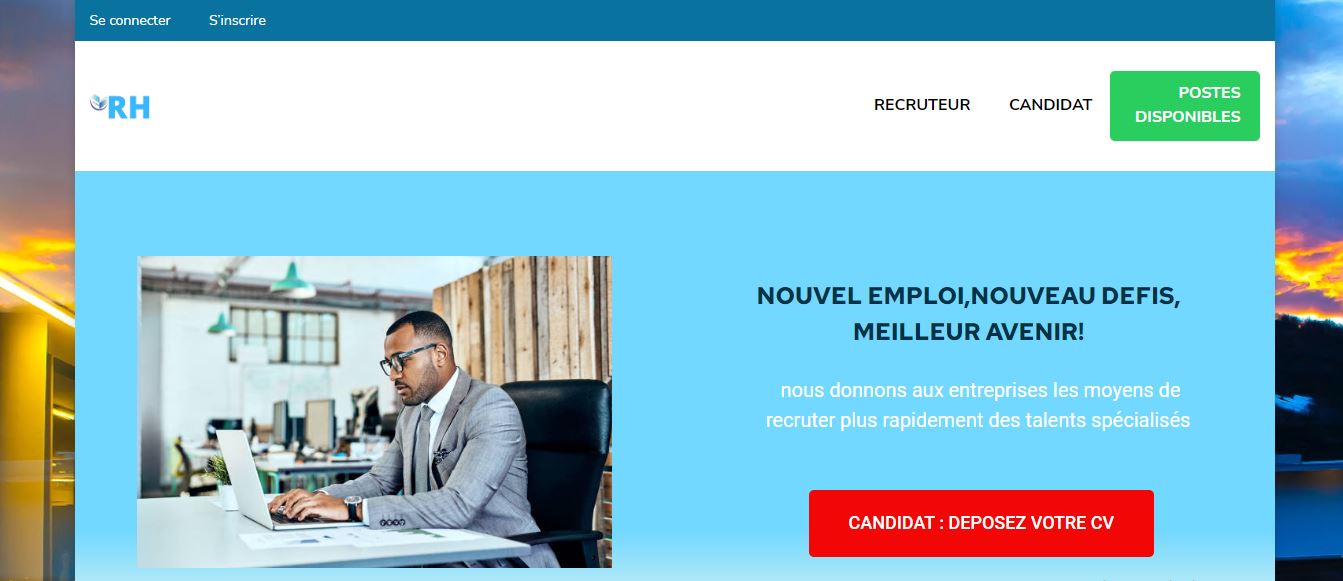 Se connecter S'inscrire
RH
RECRUTEUR CANDIDAT
POSTES
DISPONIBLES
NOUVEL EMPLOI,NOUVEAU DEFIS,
MEILLEUR AVENIR!
nous donnons aux entreprises les moyens de
recruter plus rapidement des talents spécialisés
CANDIDAT : DEPOSEZ VOTRE CV